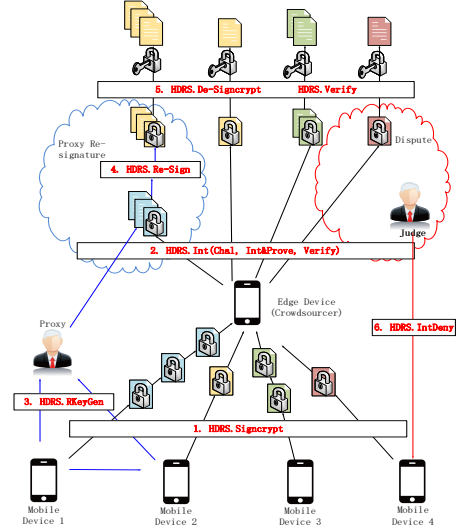 5. HDRS.De-Signcrypt HDRS.Verify
Proxy Re-
signature
Dispute
4. HDRS.Re-Sign
Judge
2. HDRS.Int(Chal, Int&Prove, Verify)
Edge Device
(Crowdsourcer)
Proxy
6. HDRS.IntDeny
3. HDRS.RKeyGen
1. HDRS.Signcrypt
Mobile
Device 1
Mobile
Device 2
Mobile
Device 3
Mobile
Device 4